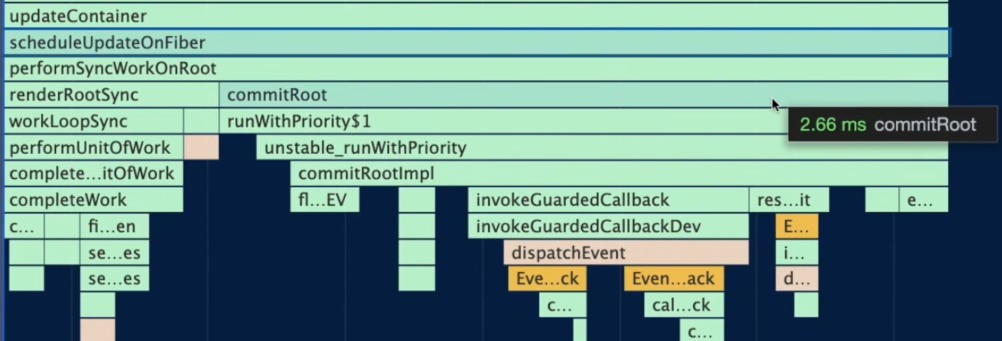 updateContainer
scheduleUpdateOnFiber
performSyncWorkOnRoot
renderRootSync commitRoot
workLoopSync runWithPriority$1
2.66 ms commitRoot
performUnitOfWork unstable_runWithPriority
complete…itOfWork commitRootImpl
completeWork fl…EV invokeGuardedCallback res…it e…
c… fi…en invokeGuardedCallbackDev E…
se…es dispatchEvent i…
se…es Eve…ck Even…ack d…
c… cal…ck
c…